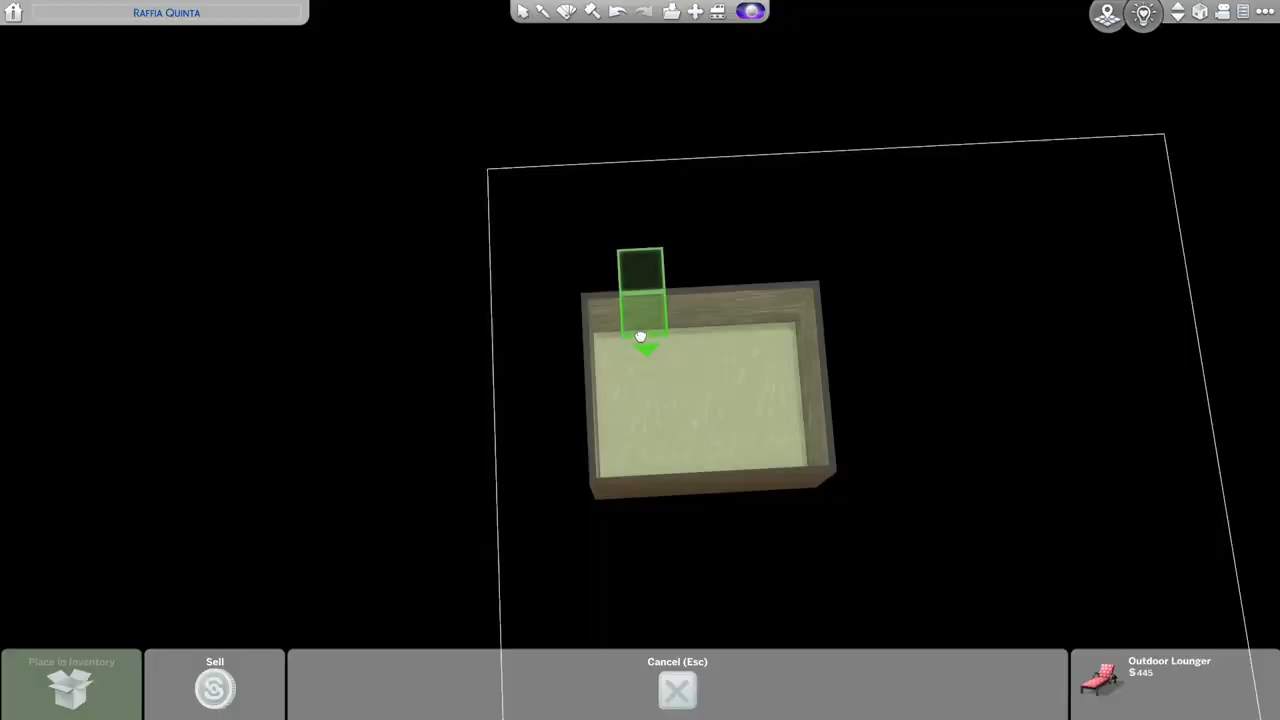 Raffia Quinta
Place in Inventory
Sell
Cancel (Esc)
Outdoor Lounger
§445